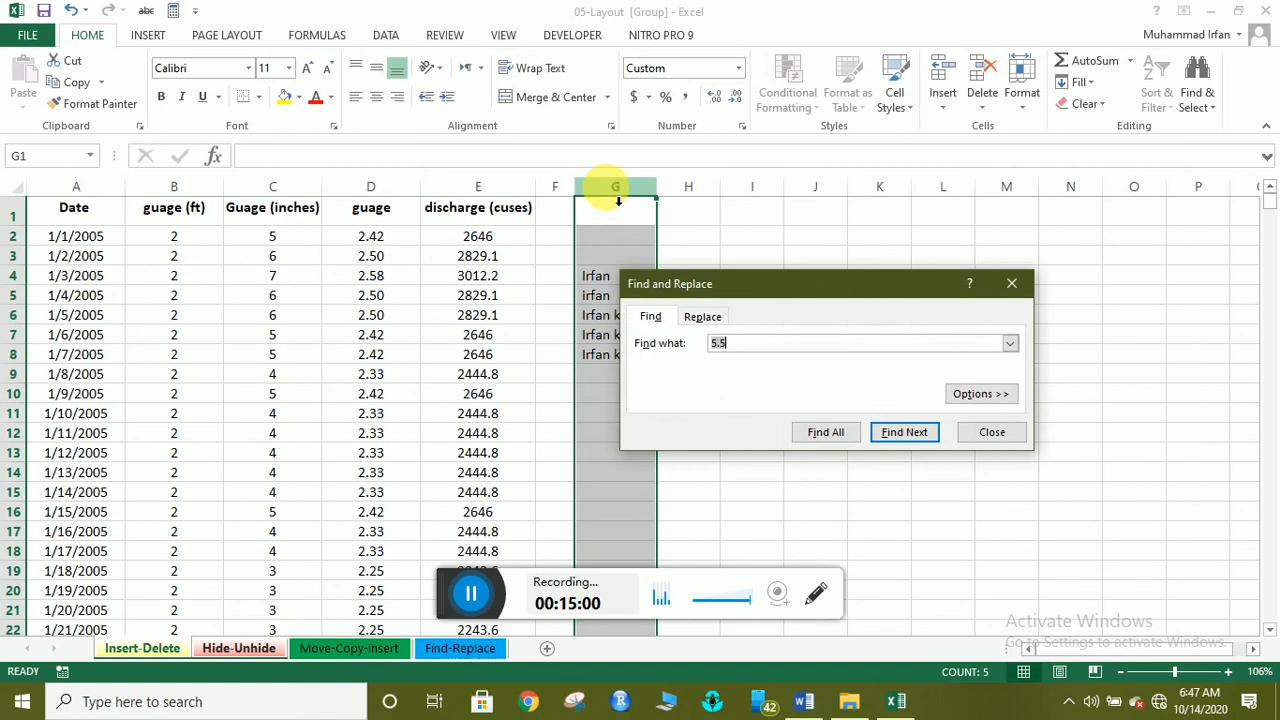 05-Layout [Group] - Excel
FILE HOME INSERT PAGE LAYOUT FORMULAS DATA REVIEW VIEW DEVELOPER NITRO PRO 9 Muhammad Irfan
Paste Cut Copy Format Painter Calibri 11 B I U A Wrap Text Merge & Center Custom $ % , Conditional Formatting Format as Table Cell Styles Insert Delete Format AutoSum Fill Clear Sort & Filter Find & Select
Clipboard Font Alignment Number Styles Cells Editing
G1 fx
A B C D E F G H I J K L M N O P
1 Date guage (ft) Guage (inches) guage discharge (cuses)
2 1/1/2005 2 5 2.42 2646
3 1/2/2005 2 6 2.50 2829.1
4 1/3/2005 2 7 2.58 3012.2 Irfan
5 1/4/2005 2 6 2.50 2829.1 irfan
6 1/5/2005 2 6 2.50 2829.1 Irfan k
7 1/6/2005 2 5 2.42 2646 Irfan k
8 1/7/2005 2 5 2.42 2646 Irfan k
9 1/8/2005 2 4 2.33 2444.8
10 1/9/2005 2 5 2.42 2646
11 1/10/2005 2 4 2.33 2444.8
12 1/11/2005 2 4 2.33 2444.8
13 1/12/2005 2 4 2.33 2444.8
14 1/13/2005 2 4 2.33 2444.8
15 1/14/2005 2 4 2.33 2444.8
16 1/15/2005 2 5 2.42 2646
17 1/16/2005 2 4 2.33 2444.8
18 1/17/2005 2 4 2.33 2444.8
19 1/18/2005 2 3 2.25
20 1/19/2005 2 3 2.25
21 1/20/2005 2 3 2.25
22 1/21/2005 2 3 2.25 2243.6
Find and Replace ?
Find Replace
Find what: 5.5
Options >>
Find All Find Next Close
Recording...
00:15:00
Activate Windows
Go to Settings to activate Windows.
Insert-Delete Hide-Unhide Move-Copy-Insert Find-Replace
READY COUNT: 5 106%
Type here to search 42 6:47 AM
10/14/2020